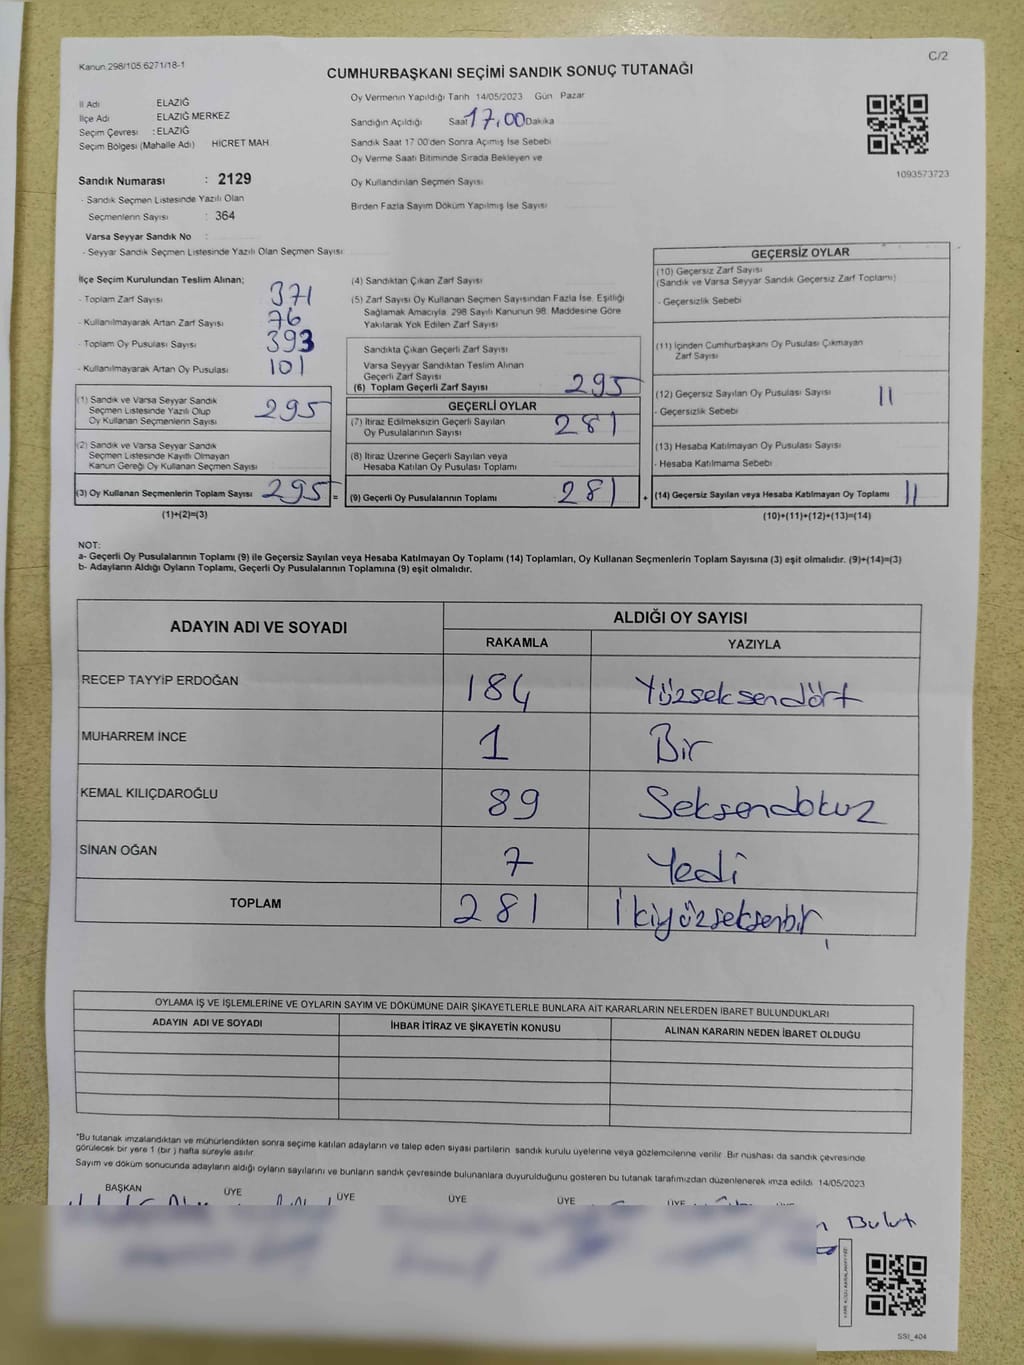 Kanun.298/105 6271/18-1
C/2
CUMHURBAŞKANI SEÇİMİ SANDIK SONUÇ TUTANAĞI
İl Adı ELAZIĞ
İlçe Adı ELAZIĞ MERKEZ
Seçim Çevresi : ELAZIĞ
Seçim Bölgesi (Mahalle Adı) HİCRET MAH.
Sandık Numarası : 2129
- Sandık Seçmen Listesinde Yazılı Olan
Seçmenlerin Sayısı : 364
Varsa Seyyar Sandık No :
- Seyyar Sandık Seçmen Listesinde Yazılı Olan Seçmen Sayısı:
Oy Vermenin Yapıldığı Tarih 14/05/2023 Gün Pazar
Sandığın Açıldığı Saat 17.00 Dakika
Sandık Saat 17 00'den Sonra Açılmış İse Sebebi
Oy Verme Saati Bitiminde Sırada Bekleyen ve
Oy Kullandırılan Seçmen Sayısı
Birden Fazla Sayım Döküm Yapılmış İse Sayısı
1093573723
İlçe Seçim Kurulundan Teslim Alınan;
- Toplam Zarf Sayısı 371
- Kullanılmayarak Artan Zarf Sayısı 76
- Toplam Oy Pusulası Sayısı 393
- Kullanılmayarak Artan Oy Pusulası 101
(1) Sandık ve Varsa Seyyar Sandık
Seçmen Listesinde Yazılı Olup
Oy Kullanan Seçmenlerin Sayısı 295
(2) Sandık ve Varsa Seyyar Sandık
Seçmen Listesinde Kayıtlı Olmayan
Kanun Gereği Oy Kullanan Seçmen Sayısı
(3) Oy Kullanan Seçmenlerin Toplam Sayısı 295 =
(1)+(2)=(3)
(4) Sandıktan Çıkan Zarf Sayısı
(5) Zarf Sayısı Oy Kullanan Seçmen Sayısından Fazla İse, Eşitliği
Sağlamak Amacıyla, 298 Sayılı Kanunun 98. Maddesine Göre
Yakılarak Yok Edilen Zarf Sayısı
Sandıkta Çıkan Geçerli Zarf Sayısı
Varsa Seyyar Sandıktan Teslim Alınan
Geçerli Zarf Sayısı
(6) Toplam Geçerli Zarf Sayısı 295
GEÇERLİ OYLAR
(7) İtiraz Edilmeksizin Geçerli Sayılan
Oy Pusulalarının Sayısı 281
(8) İtiraz Üzerine Geçerli Sayılan veya
Hesaba Katılan Oy Pusulası Toplamı
(9) Geçerli Oy Pusulalarının Toplamı 281 +
GEÇERSİZ OYLAR
(10) Geçersiz Zarf Sayısı
(Sandık ve Varsa Seyyar Sandık Geçersiz Zarf Toplamı)
- Geçersizlik Sebebi
(11) İçinden Cumhurbaşkanı Oy Pusulası Çıkmayan
Zarf Sayısı
(12) Geçersiz Sayılan Oy Pusulası Sayısı 11
- Geçersizlik Sebebi
(13) Hesaba Katılmayan Oy Pusulası Sayısı
- Hesaba Katılmama Sebebi
(14) Geçersiz Sayılan veya Hesaba Katılmayan Oy Toplamı 11
(10)+(11)+(12)+(13)=(14)
NOT:
a- Geçerli Oy Pusulalarının Toplamı (9) ile Geçersiz Sayılan veya Hesaba Katılmayan Oy Toplamı (14) Toplamları, Oy Kullanan Seçmenlerin Toplam Sayısına (3) eşit olmalıdır. (9)+(14)=(3)
b- Adayların Aldığı Oyların Toplamı, Geçerli Oy Pusulalarının Toplamına (9) eşit olmalıdır.
ADAYIN ADI VE SOYADI ALDIĞI OY SAYISI
RAKAMLA YAZIYLA
RECEP TAYYİP ERDOĞAN 184 Yüzseksendört
MUHARREM İNCE 1 Bir
KEMAL KILIÇDAROĞLU 89 Seksendokuz
SİNAN OĞAN 7 Yedi
TOPLAM 281 İkiyüzseksenbir
OYLAMA İŞ VE İŞLEMLERİNE VE OYLARIN SAYIM VE DÖKÜMÜNE DAİR ŞİKAYETLERLE BUNLARA AİT KARARLARIN NELERDEN İBARET BULUNDUKLARI
ADAYIN ADI VE SOYADI İHBAR İTİRAZ VE ŞİKAYETİN KONUSU ALINAN KARARIN NEDEN İBARET OLDUĞU
*Bu tutanak imzalandıktan ve mühürlendikten sonra seçime katılan adayların ve talep eden siyasi partilerin sandık kurulu üyelerine veya gözlemcilerine verilir. Bir nüshası da sandık çevresinde
görülecek bir yere 1 (bir ) hafta süreyle asılır.
Sayım ve döküm sonucunda adayların aldığı oyların sayılarını ve bunların sandık çevresinde bulunanlara duyurulduğunu gösteren bu tutanak tarafımızdan düzenlenerek imza edildi. 14/05/2023
BAŞKAN ÜYE ÜYE ÜYE ÜYE ÜYE ÜYE
Bulut
SSI_404